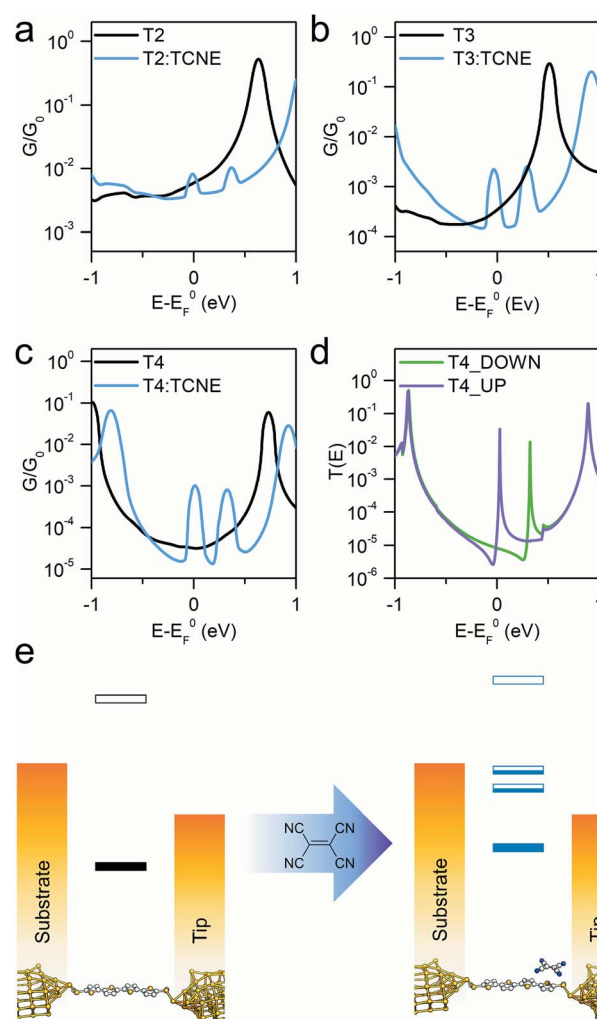 a
T2
T2:TCNE
10⁰
10⁻¹
10⁻²
10⁻³
G/G₀
-1 0 1
E-E_F⁰ (eV)
b
T3
T3:TCNE
10⁰
10⁻¹
10⁻²
10⁻³
10⁻⁴
G/G₀
-1 0 1
E-E_F⁰ (Ev)
c
T4
T4:TCNE
10⁰
10⁻¹
10⁻²
10⁻³
10⁻⁴
10⁻⁵
G/G₀
-1 0 1
E-E_F⁰ (eV)
d
T4_DOWN
T4_UP
10⁰
10⁻¹
10⁻²
10⁻³
10⁻⁴
10⁻⁵
10⁻⁶
T(E)
-1 0 1
E-E_F⁰ (eV)
e
Substrate
Tip
NC CN
NC CN
Substrate
Tip